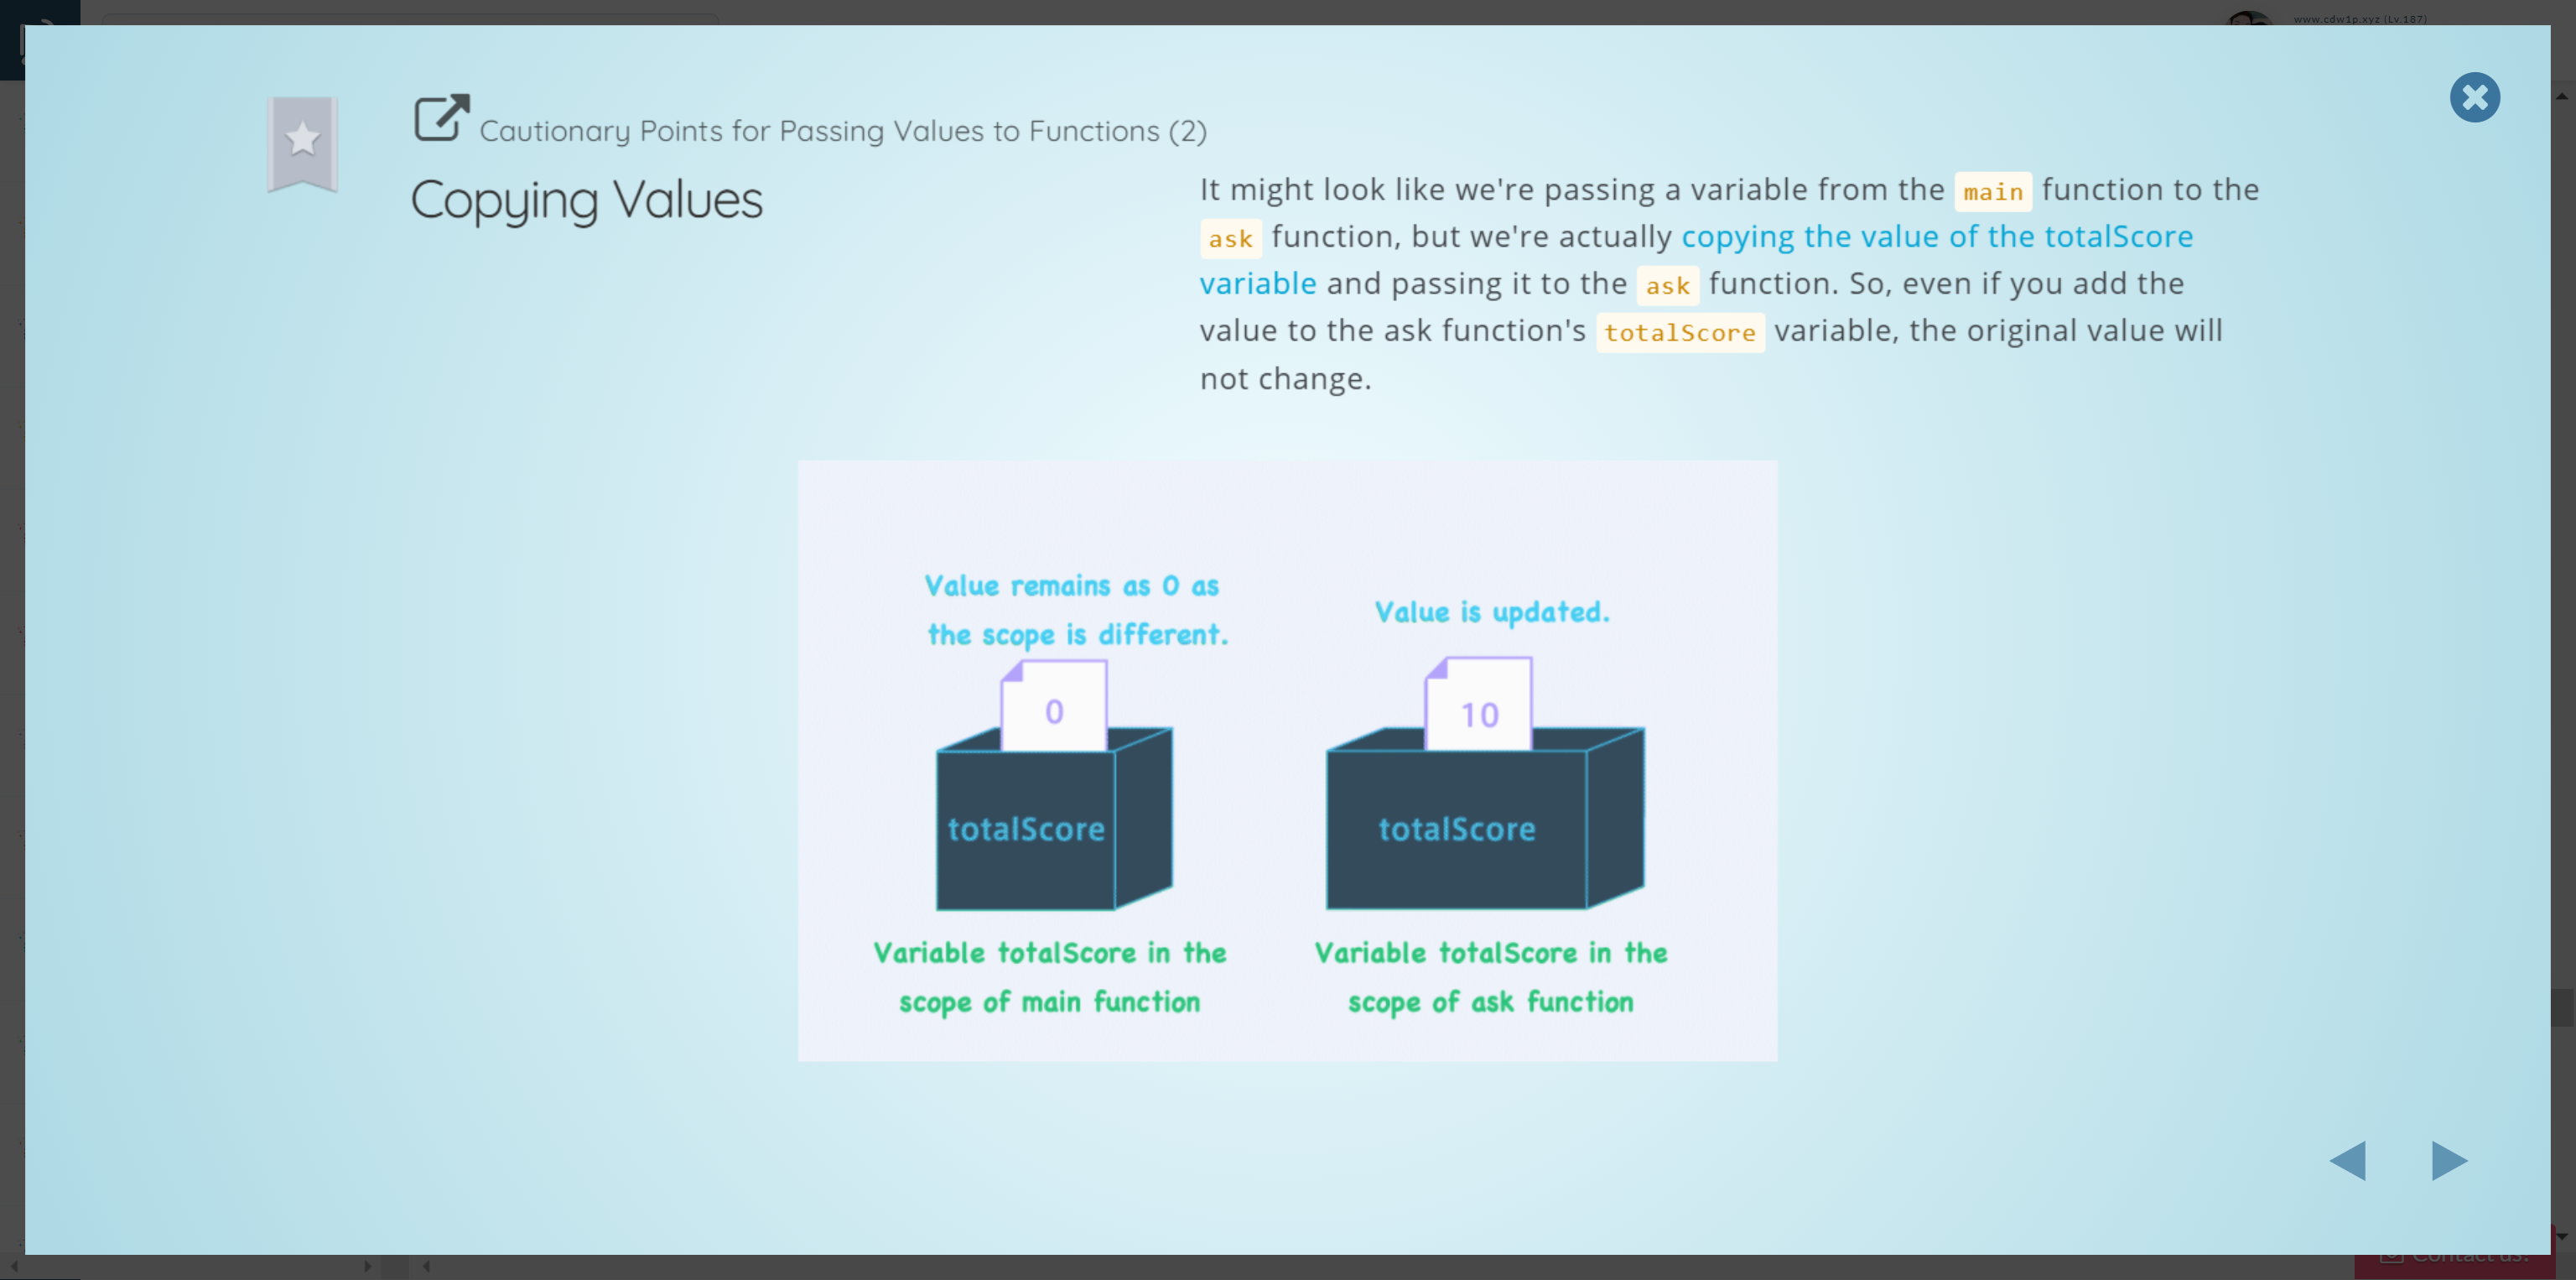 www.cdw1p.xyz (Lv.187)
Cautionary Points for Passing Values to Functions (2)
Copying Values
It might look like we're passing a variable from the main function to the
ask function, but we're actually copying the value of the totalScore
variable and passing it to the ask function. So, even if you add the
value to the ask function's totalScore variable, the original value will
not change.
Value remains as 0 as
the scope is different.
0
totalScore
Variable totalScore in the
scope of main function
Value is updated.
10
totalScore
Variable totalScore in the
scope of ask function
Contact us!